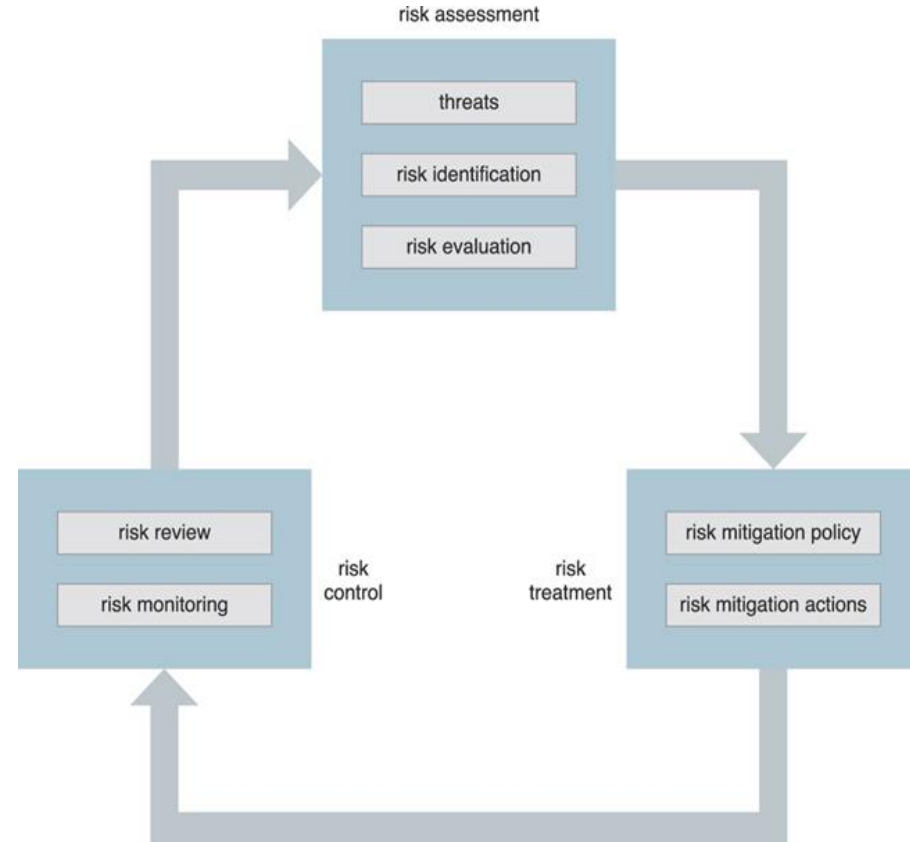 risk assessment
threats
risk identification
risk evaluation
risk review
risk monitoring
risk
control
risk
treatment
risk mitigation policy
risk mitigation actions